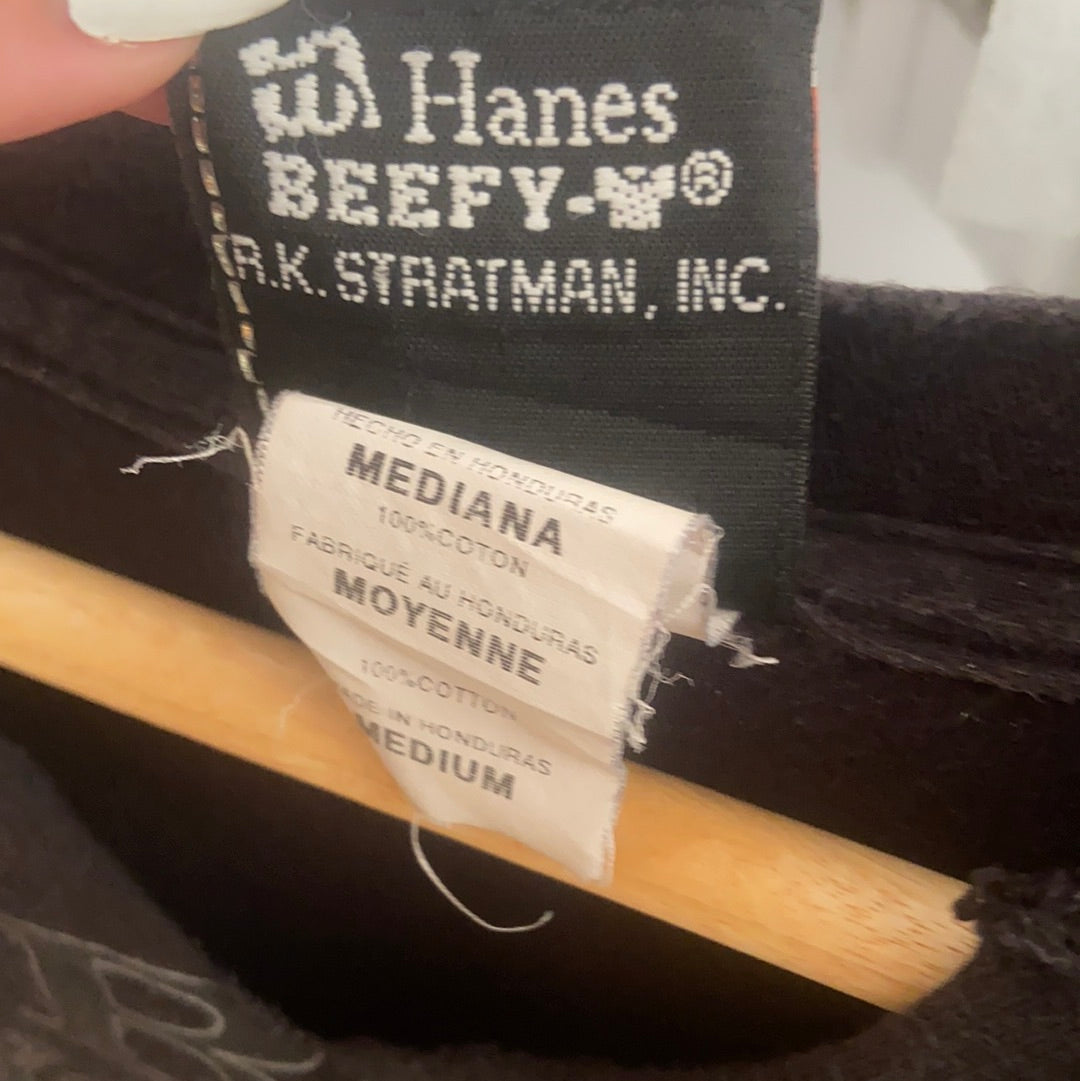 Hanes
BEEFY-T®
R.K. STRATMAN, INC.
HECHO EN HONDURAS
MEDIANA
100%COTON
FABRIQUÉ AU HONDURAS
MOYENNE
100%COTTON
ADE IN HONDURAS
MEDIUM